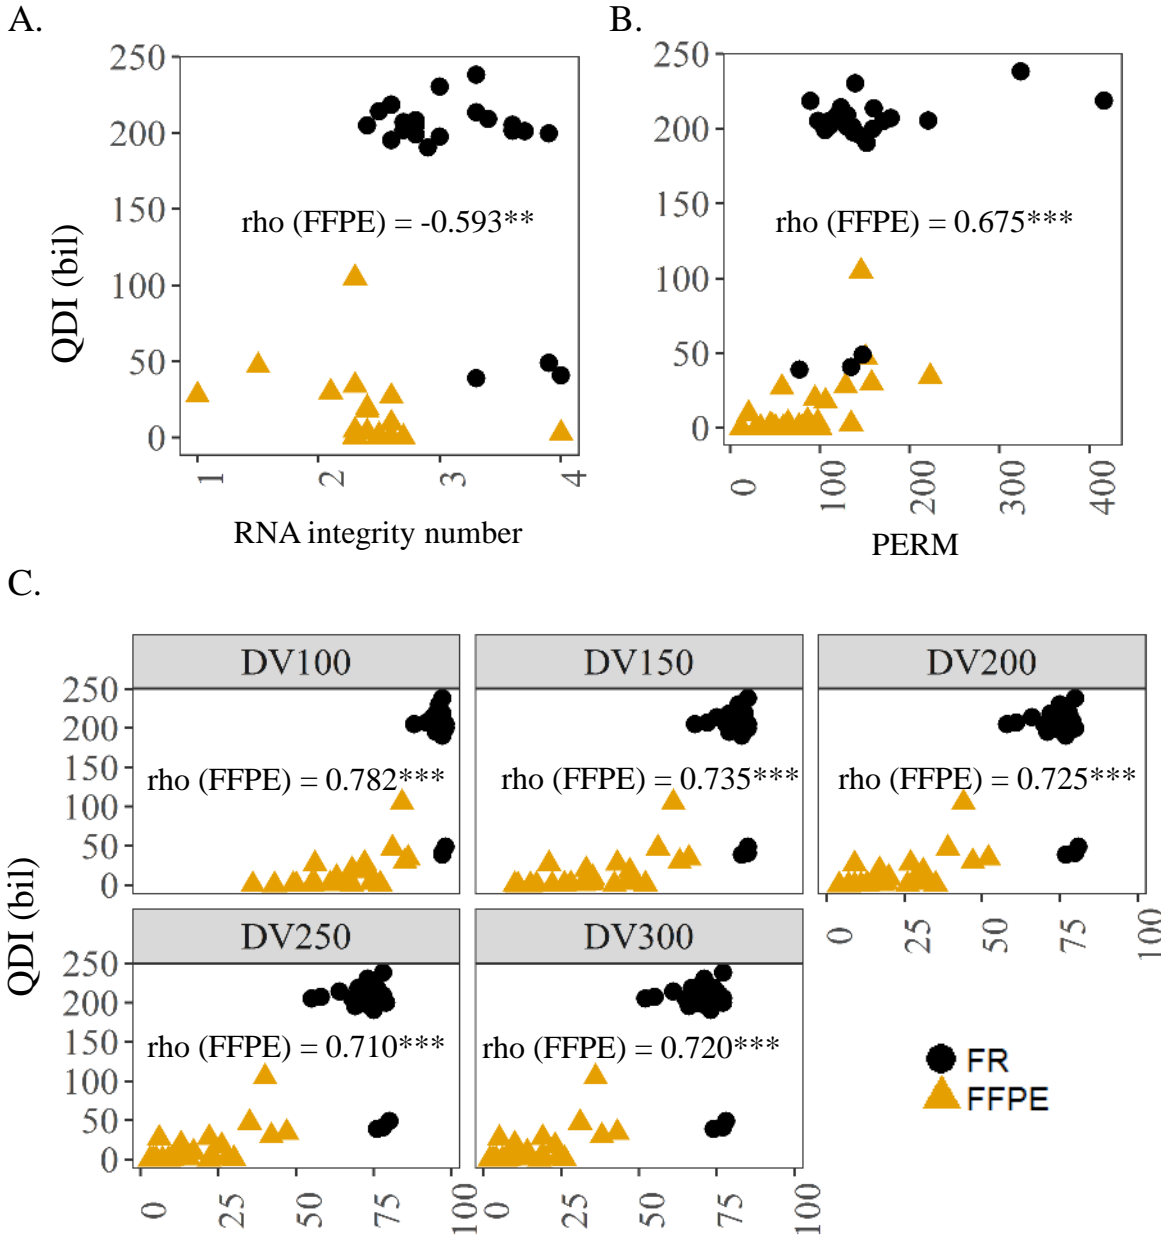 A.
250
200
150
100
50
0
QDI (bil)
rho (FFPE) = -0.593**
1
2
3
4
RNA integrity number
B.
250
200
150
100
50
0
rho (FFPE) = 0.675***
0
100
200
300
400
PERM
C.
QDI (bil)
DV100
DV150
DV200
250
200
150
100
50
0
rho (FFPE) = 0.782***
rho (FFPE) = 0.735***
rho (FFPE) = 0.725***
0
25
50
75
100
DV250
DV300
250
200
150
100
50
0
rho (FFPE) = 0.710***
rho (FFPE) = 0.720***
0
25
50
75
100
0
25
50
75
100
FR
FFPE